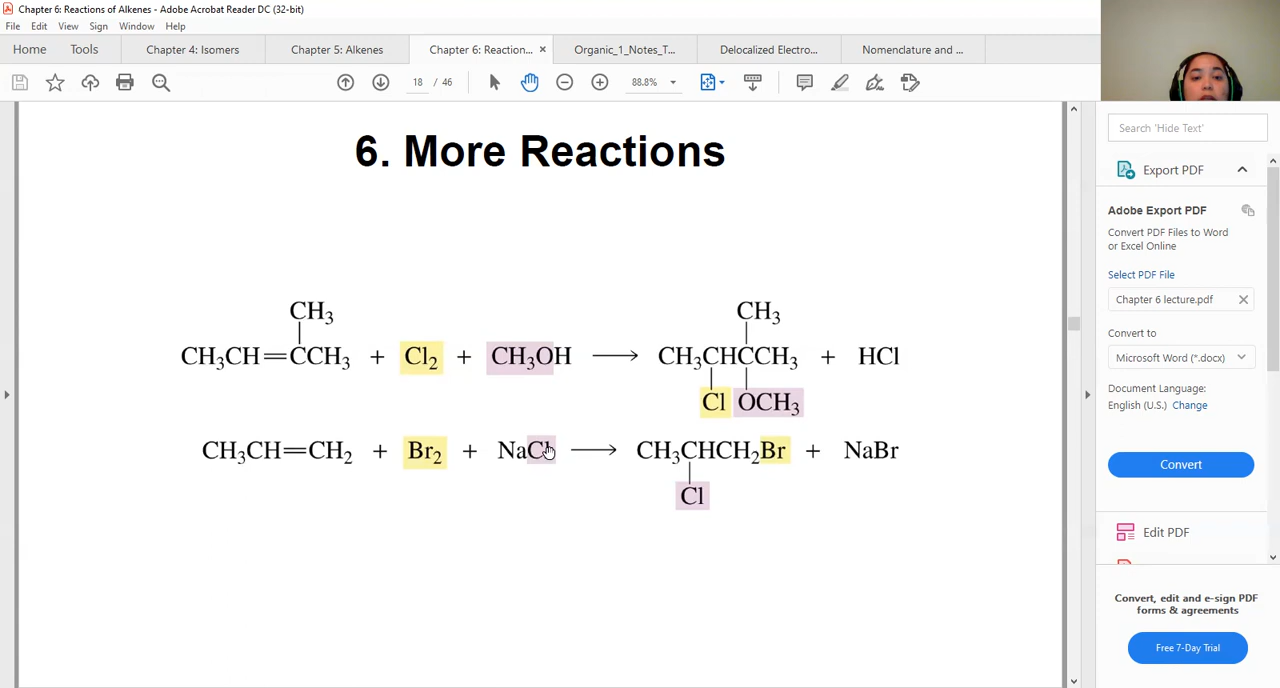 Chapter 6: Reactions of Alkenes - Adobe Acrobat Reader DC (32-bit)
File Edit View Sign Window Help
Home Tools Chapter 4: Isomers Chapter 5: Alkenes Chapter 6: Reaction... × Organic_1_Notes_T... Delocalized Electro... Nomenclature and ...
18 / 46 88.8%
6. More Reactions
CH₃ CH₃
CH₃CH=CCH₃ + Cl₂ + CH₃OH → CH₃CHCCH₃ + HCl
Cl OCH₃
CH₃CH=CH₂ + Br₂ + NaCl → CH₃CHCH₂Br + NaBr
Cl
Search 'Hide Text'
Export PDF
Adobe Export PDF
Convert PDF Files to Word
or Excel Online
Select PDF File
Chapter 6 lecture.pdf
Convert to
Microsoft Word (*.docx)
Document Language:
English (U.S.) Change
Convert
Edit PDF
Convert, edit and e-sign PDF
forms & agreements
Free 7-Day Trial